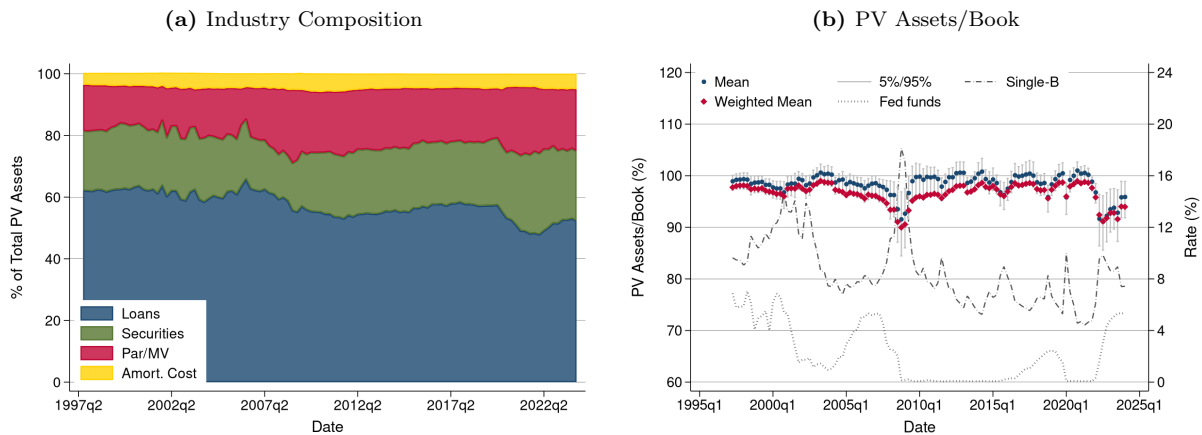 (a) Industry Composition
% of Total PV Assets
100
80
60
40
20
0
Loans
Securities
Par/MV
Amort. Cost
1997q2 2002q2 2007q2 2012q2 2017q2 2022q2
Date
(b) PV Assets/Book
PV Assets/Book (%)
120
110
100
90
80
70
60
Mean 5%/95% Single-B
Weighted Mean Fed funds
24
20
16
12
8
4
0
Rate (%)
1995q1 2000q1 2005q1 2010q1 2015q1 2020q1 2025q1
Date